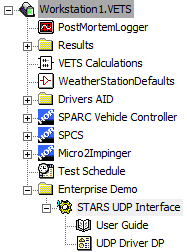 Workstation1.VETS
PostMortemLogger
Results
VETS Calculations
WeatherStationDefaults
Drivers AID
SPARC Vehicle Controller
SPCS
Micro2Impinger
Test Schedule
Enterprise Demo
STARS UDP Interface
User Guide
UDP Driver DP